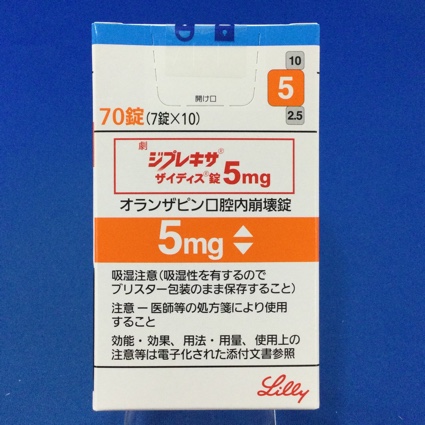 10
5
2.5
開け口
70錠(7錠×10)
劇
ジプレキサ®
ザイディス®錠5mg
オランザピン口腔内崩壊錠
5mg
吸湿注意(吸湿性を有するので
ブリスター包装のまま保存すること)
注意ー医師等の処方箋により使用
すること
効能・効果、用法・用量、使用上の
注意等は電子化された添付文書参照
Lilly